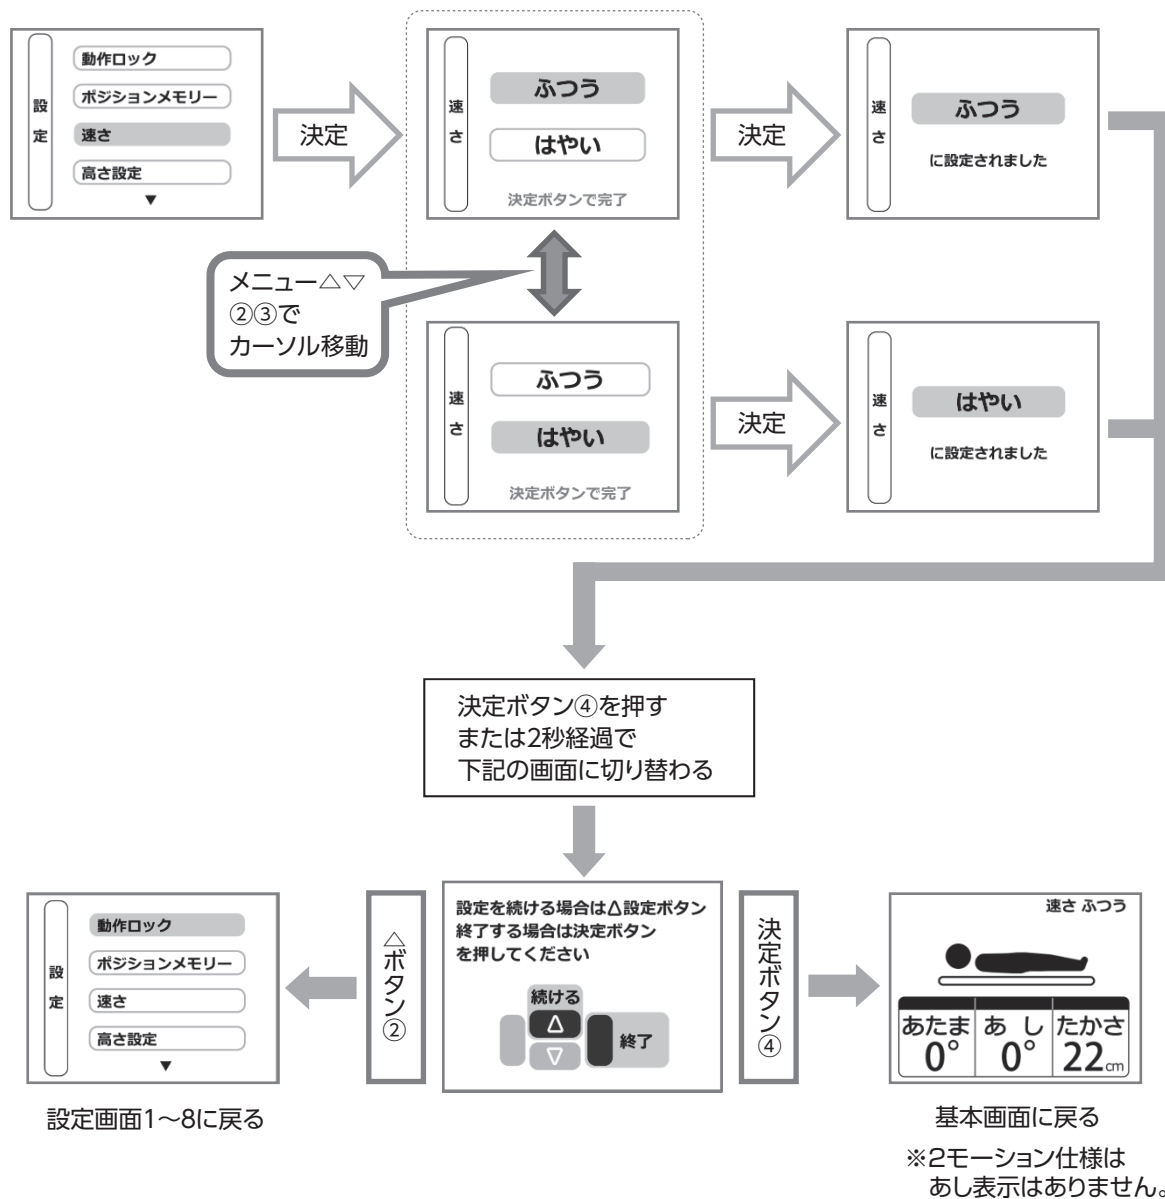 設定
動作ロック
ポジションメモリー
速さ
高さ設定
▼
決定
速さ
ふつう
はやい
決定ボタンで完了
決定
速さ
ふつう
に設定されました
メニュー△▽
②③で
カーソル移動
速さ
ふつう
はやい
決定ボタンで完了
決定
速さ
はやい
に設定されました
決定ボタン④を押す
または2秒経過で
下記の画面に切り替わる
設定
動作ロック
ポジションメモリー
速さ
高さ設定
▼
設定画面1〜8に戻る
△ボタン②
設定を続ける場合は△設定ボタン
終了する場合は決定ボタン
を押してください
続ける
△
▽
終了
決定ボタン④
速さ ふつう
あたま あし たかさ
0° 0° 22cm
基本画面に戻る
※2モーション仕様は
あし表示はありません。